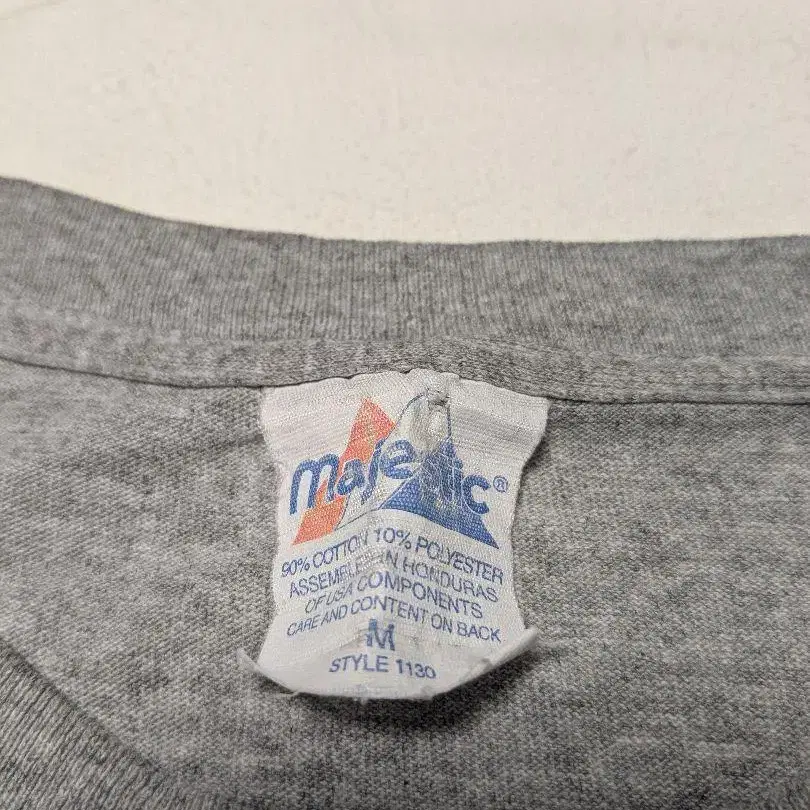 majestic®
90% COTTON 10% POLYESTER
ASSEMBLED IN HONDURAS
OF USA COMPONENTS
CARE AND CONTENT ON BACK
M
STYLE 1130